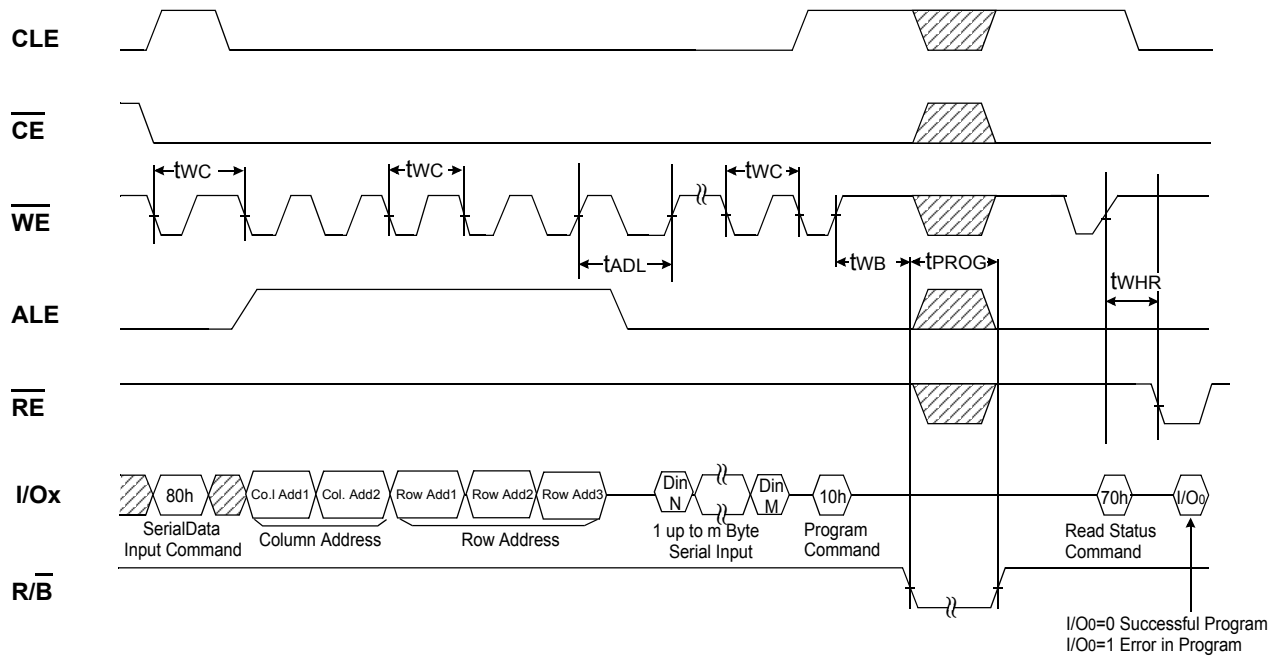 CLE
CE
tWC
tWC
tWC
WE
tADL
tWB
tPROG
tWHR
ALE
RE
I/Ox
80h
Co.l Add1
Col. Add2
Row Add1
Row Add2
Row Add3
Din
N
Din
M
10h
70h
I/O0
SerialData
Input Command
Column Address
Row Address
1 up to m Byte
Serial Input
Program
Command
Read Status
Command
R/B
I/O0=0 Successful Program
I/O0=1 Error in Program